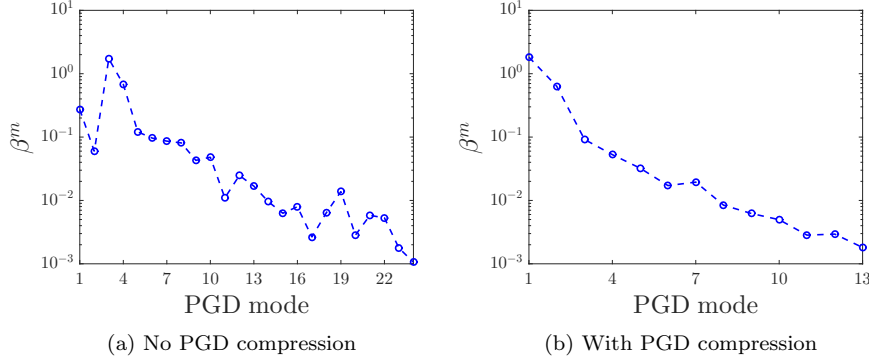 10^1
10^0
10^-1
10^-2
10^-3
β^m
1 4 7 10 13 16 19 22
PGD mode
(a) No PGD compression
10^1
10^0
10^-1
10^-2
10^-3
β^m
1 4 7 10 13
PGD mode
(b) With PGD compression